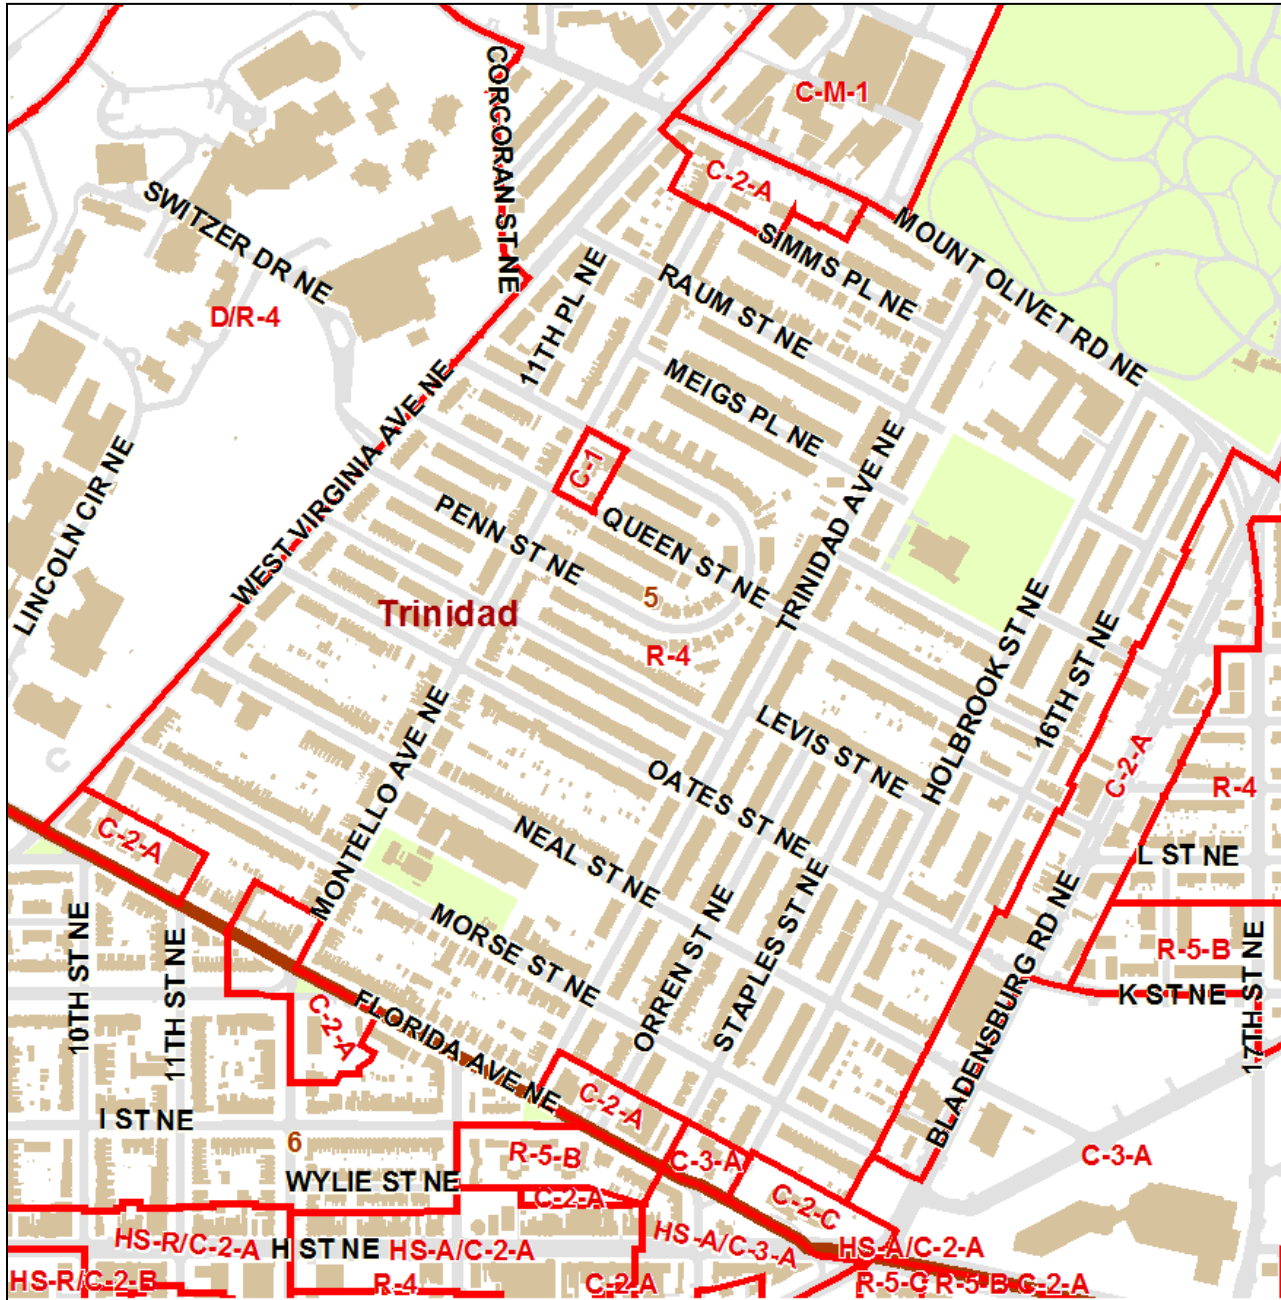 C-M-1
CORCORAN ST NE
C-2-A
SWITZER DR NE
MOUNT OLIVET RD NE
SIMMS PL NE
RAUM ST NE
11TH PL NE
D/R-4
MEIGS PL NE
WEST VIRGINIA AVE NE
LINCOLN CIR NE
C-1
TRINIDAD AVE NE
PENN ST NE
QUEEN ST NE
5
Trinidad
R-4
HOLBROOK ST NE
16TH ST NE
MONTELLO AVE NE
LEVIS ST NE
C-2-A
R-4
OATES ST NE
C-2-A
NEAL ST NE
L ST NE
MORSE ST NE
ORREN ST NE
STAPLES ST NE
BLADENSBURG RD NE
R-5-B
K ST NE
17TH ST NE
10TH ST NE
11TH ST NE
C-2-A
FLORIDA AVE NE
I ST NE
6
C-2-A
R-5-B
C-3-A
C-3-A
WYLIE ST NE
C-2-A
C-2-C
HS-R/C-2-A
H ST NE
HS-A/C-2-A
HS-A/C-3-A
HS-A/C-2-A
HS-R/C-2-B
R-4
C-2-A
R-5-C
R-5-B
C-2-A